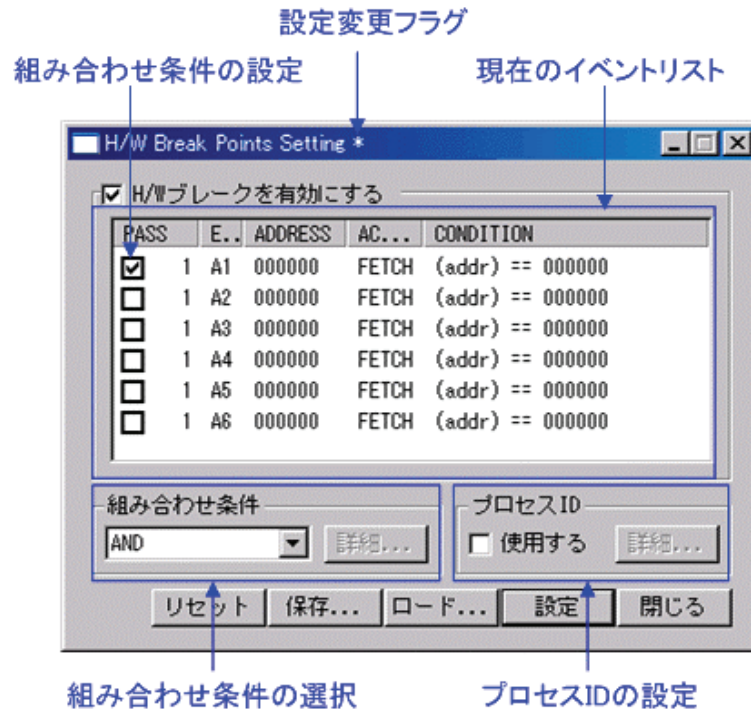 設定変更フラグ
組み合わせ条件の設定
現在のイベントリスト
H/W Break Points Setting *
H/Wブレークを有効にする
PASS E.. ADDRESS AC... CONDITION
1 A1 000000 FETCH (addr) == 000000
1 A2 000000 FETCH (addr) == 000000
1 A3 000000 FETCH (addr) == 000000
1 A4 000000 FETCH (addr) == 000000
1 A5 000000 FETCH (addr) == 000000
1 A6 000000 FETCH (addr) == 000000
組み合わせ条件
AND
詳細...
プロセスID
使用する
詳細...
リセット
保存...
ロード...
設定
閉じる
組み合わせ条件の選択
プロセスIDの設定